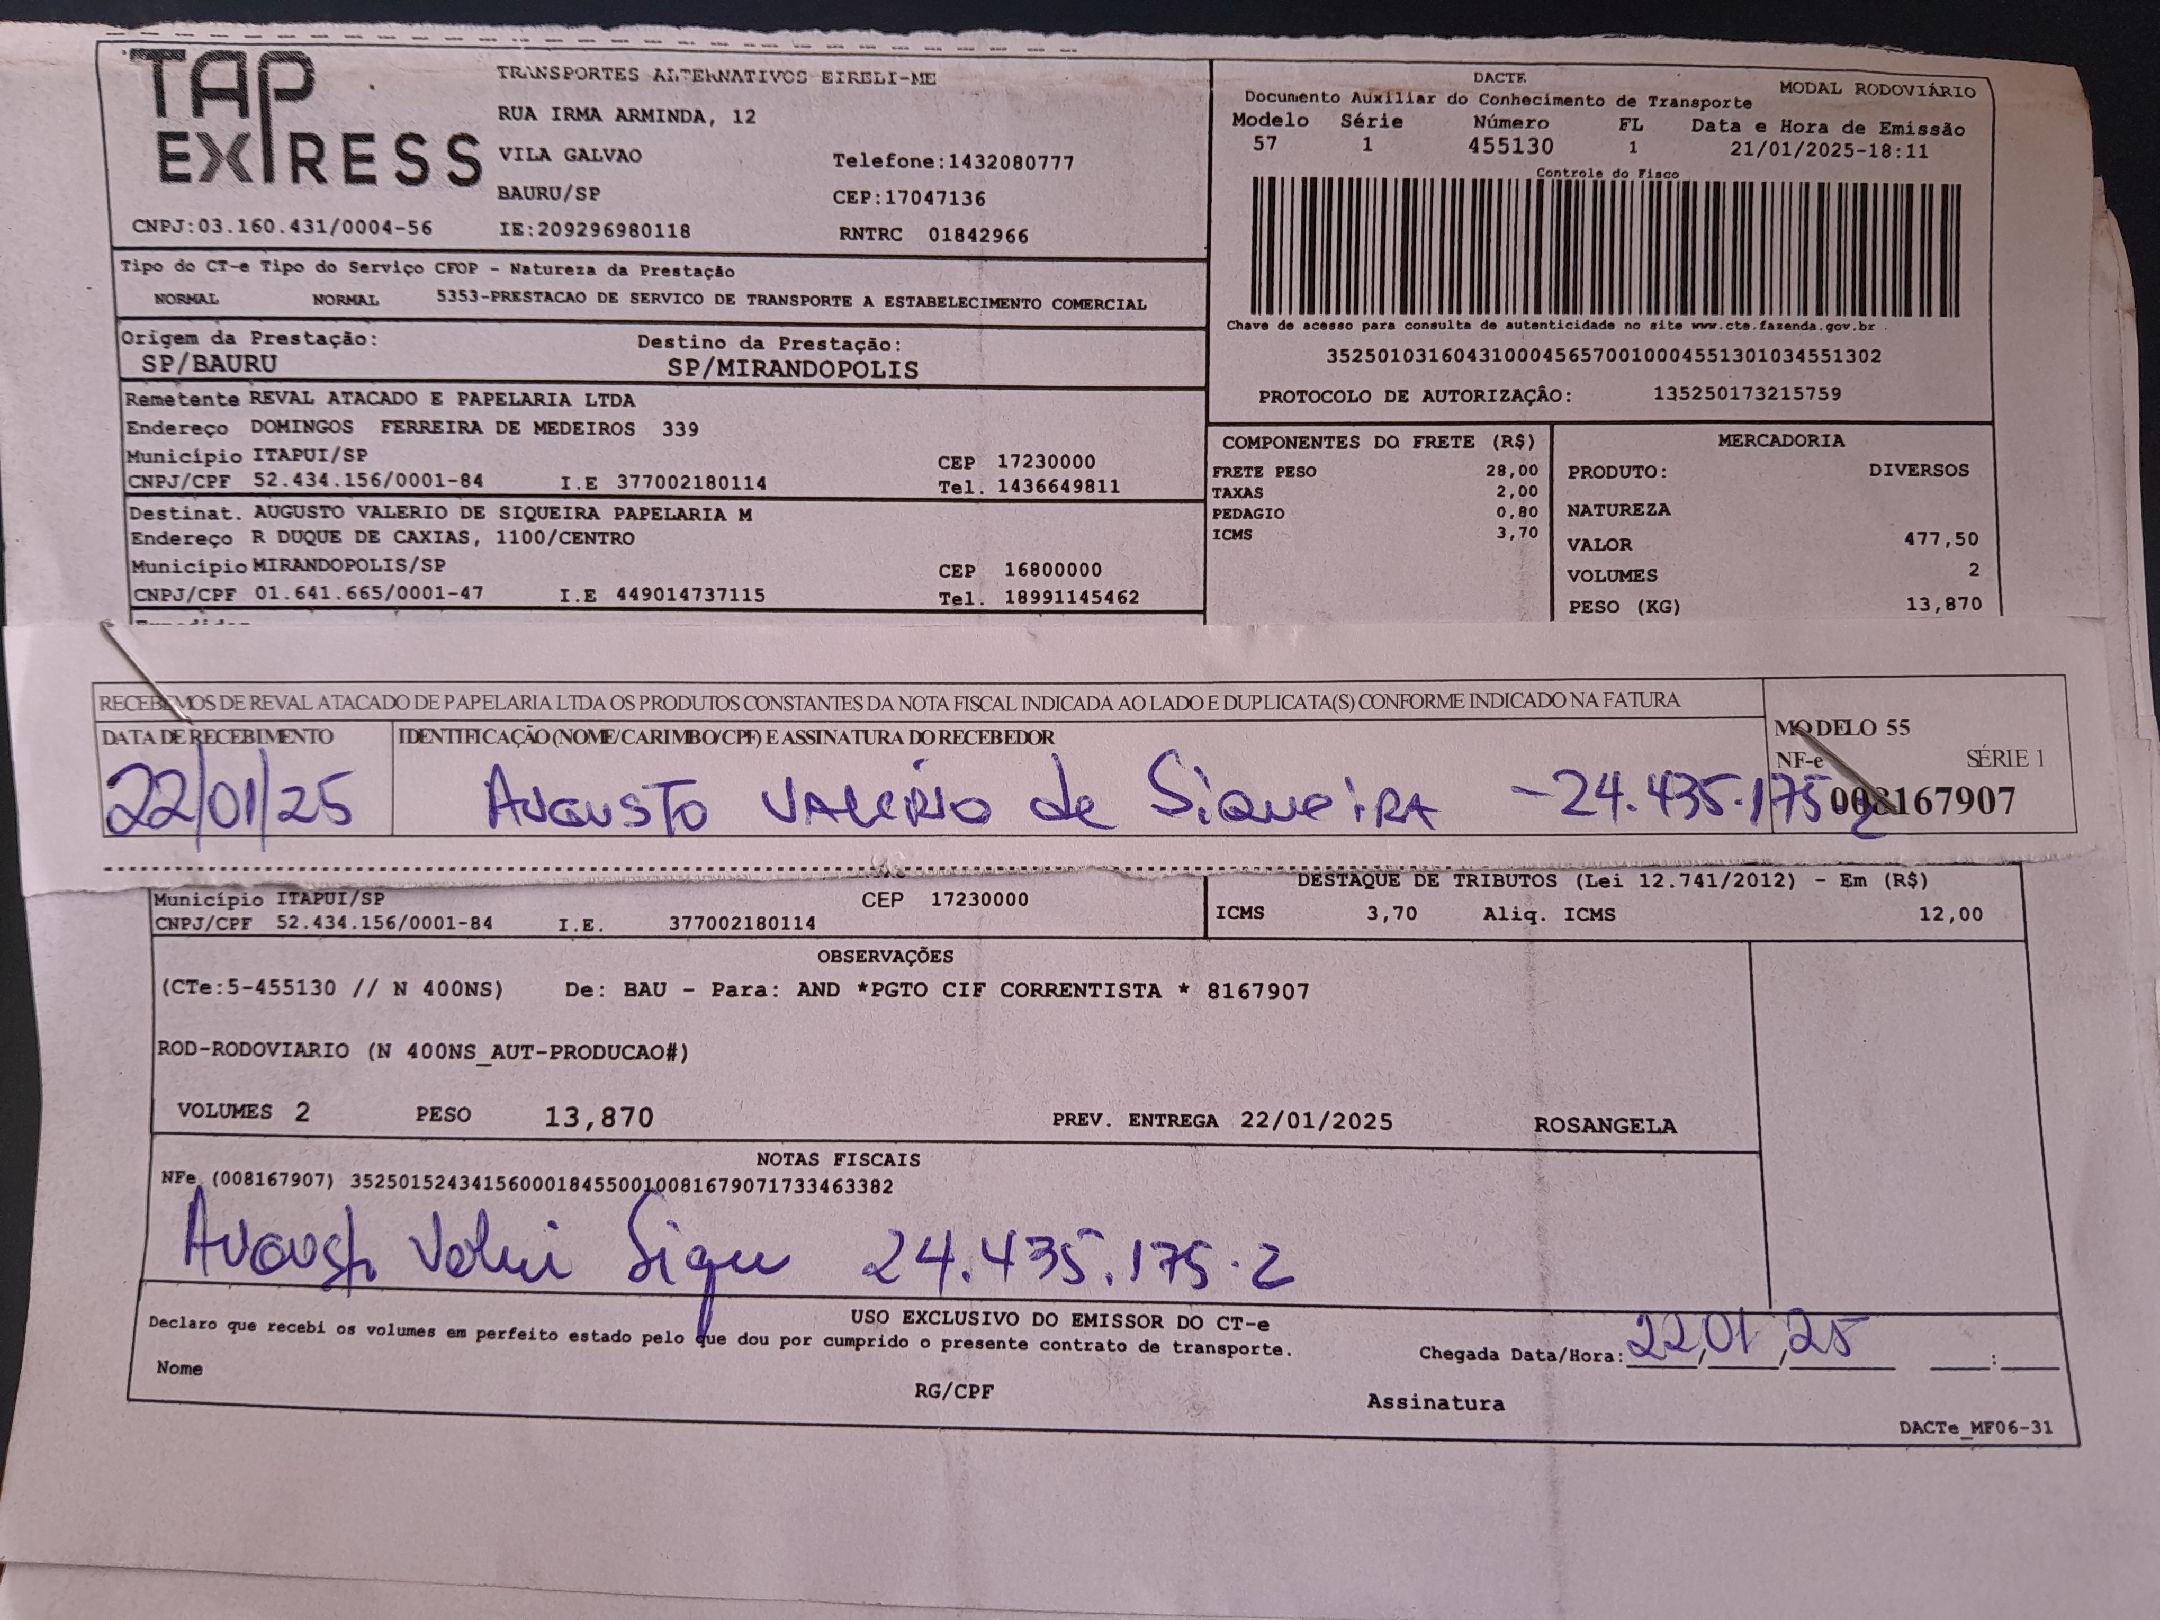 TAP EXPRESS
TRANSPORTES ALTERNATIVOS EIRELI-ME
RUA IRMA ARMINDA, 12
VILA GALVAO Telefone:1432080777
BAURU/SP CEP:17047136
CNPJ:03.160.431/0004-56 IE:209296980118 RNTRC 01842966
DACTE
Documento Auxiliar do Conhecimento de Transporte MODAL RODOVIÁRIO
Modelo Série Número FL Data e Hora de Emissão
57 1 455130 1 21/01/2025-18:11
Controle do Fisco
Chave de acesso para consulta de autenticidade no site www.cte.fazenda.gov.br
35250103160431000456570010004551301034551302
PROTOCOLO DE AUTORIZAÇÃO: 135250173215759
Tipo do CT-e Tipo do Serviço CFOP - Natureza da Prestação
NORMAL NORMAL 5353-PRESTACAO DE SERVICO DE TRANSPORTE A ESTABELECIMENTO COMERCIAL
Origem da Prestação: Destino da Prestação:
SP/BAURU SP/MIRANDOPOLIS
Remetente REVAL ATACADO E PAPELARIA LTDA
Endereço DOMINGOS FERREIRA DE MEDEIROS 339
Município ITAPUI/SP CEP 17230000
CNPJ/CPF 52.434.156/0001-84 I.E 377002180114 Tel. 1436649811
Destinat. AUGUSTO VALERIO DE SIQUEIRA PAPELARIA M
Endereço R DUQUE DE CAXIAS, 1100/CENTRO
Município MIRANDOPOLIS/SP CEP 16800000
CNPJ/CPF 01.641.665/0001-47 I.E 449014737115 Tel. 18991145462
COMPONENTES DO FRETE (R$)
FRETE PESO 28,00
TAXAS 2,00
PEDAGIO 0,80
ICMS 3,70
MERCADORIA
PRODUTO: DIVERSOS
NATUREZA
VALOR 477,50
VOLUMES 2
PESO (KG) 13,870
RECEBEMOS DE REVAL ATACADO DE PAPELARIA LTDA OS PRODUTOS CONSTANTES DA NOTA FISCAL INDICADA AO LADO E DUPLICATA(S) CONFORME INDICADO NA FATURA
DATA DE RECEBIMENTO IDENTIFICAÇÃO (NOME/CARIMBO/CPF) E ASSINATURA DO RECEBEDOR
22/01/25 Augusto Valério de Siqueira - 24.435.175-2
MODELO 55
NF-e SÉRIE 1
008167907
Município ITAPUI/SP CEP 17230000
CNPJ/CPF 52.434.156/0001-84 I.E. 377002180114
DESTAQUE DE TRIBUTOS (Lei 12.741/2012) - Em (R$)
ICMS 3,70 Aliq. ICMS 12,00
OBSERVAÇÕES
(CTe:5-455130 // N 400NS) De: BAU - Para: AND *PGTO CIF CORRENTISTA * 8167907
ROD-RODOVIARIO (N 400NS_AUT-PRODUCAO#)
VOLUMES 2 PESO 13,870 PREV. ENTREGA 22/01/2025 ROSANGELA
NOTAS FISCAIS
NFe (008167907) 35250152434156000184550010081679071733463382
24.435.175-2
USO EXCLUSIVO DO EMISSOR DO CT-e
Declaro que recebi os volumes em perfeito estado pelo que dou por cumprido o presente contrato de transporte.
Chegada Data/Hora: 22/01/25 :
Nome RG/CPF Assinatura
DACTe_MF06-31